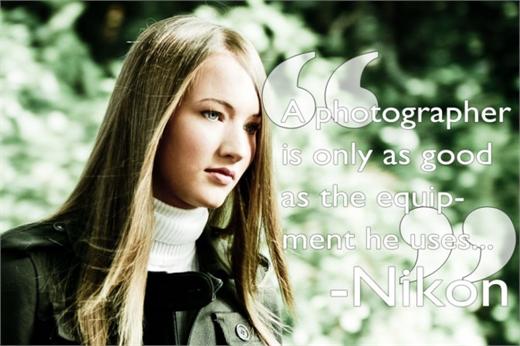 “
A photographer
is only as good
as the equip-
ment he uses...
”
-Nikon